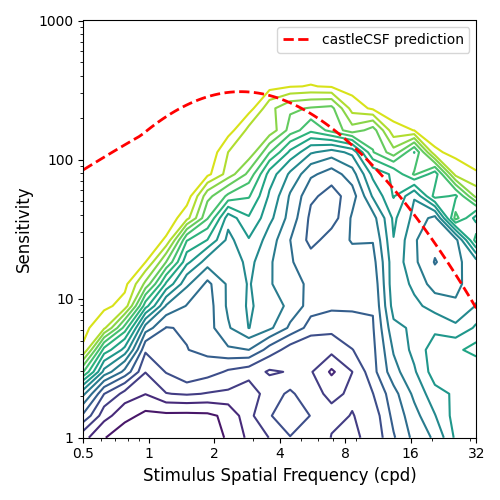 1000
castleCSF prediction
100
Sensitivity
10
1
0.5 1 2 4 8 16 32
Stimulus Spatial Frequency (cpd)